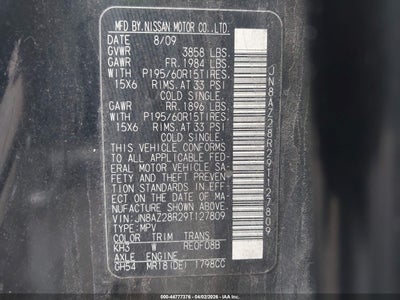 MFD BY NISSAN MOTOR CO.,LTD.
DATE 8/09
GVWR 3858 LBS.
GAWR FR. 1984 LBS.
WITH P195/60R15TIRES.
15X6 RIMS.AT 33 PSI
COLD SINGLE.
GAWR RR. 1896 LBS.
WITH P195/60R15TIRES.
15X6 RIMS.AT 33 PSI
COLD SINGLE.
THIS VEHICLE CONFORMS
TO ALL APPLICABLE FED-
ERAL MOTOR VEHICLE SA-
FETY AND THEFT PREVEN-
TION STANDARDS IN EFF-
ECT ON THE DATE OF MA-
NUFACTURE SHOWN ABOVE.
VIN:JN8AZ28R29T127809
TYPE:MPV
COLOR TRIM TRANS
KH3 W RE0F08B
AXLE ENGINE
GH54 MR18(DE) 1798CC
JN8AZ28R29T127809
000-44777376 - 04/02/2026 -